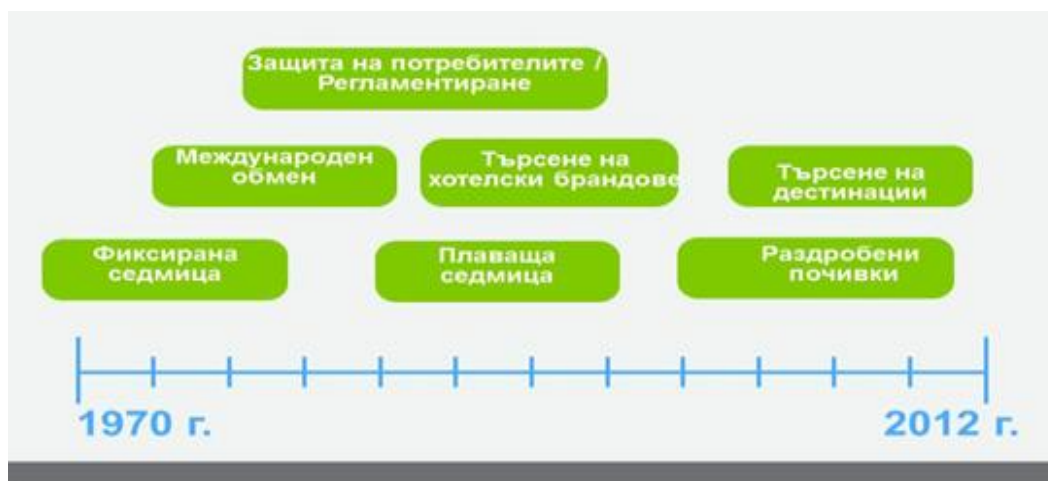 Защита на потребителите /
Регламентиране
Международен
обмен
Търсене на
хотелски брандове
Търсене на
дестинации
Фиксирана
седмица
Плаваща
седмица
Раздробени
почивки
1970 г.
2012 г.